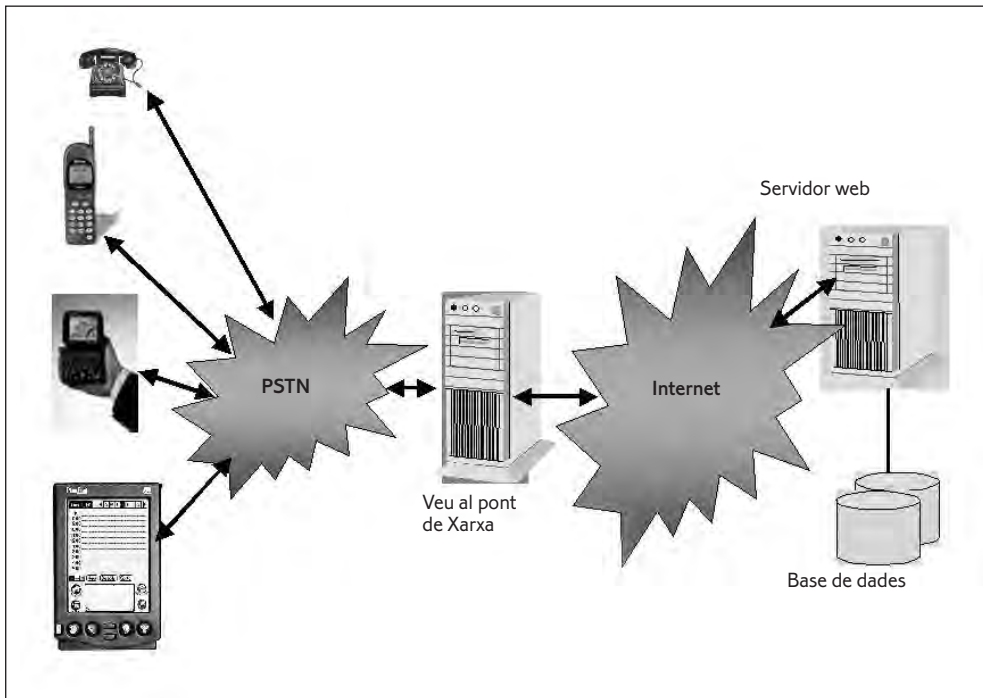 Servidor web
PSTN
Internet
Veu al pont
de Xarxa
Base de dades